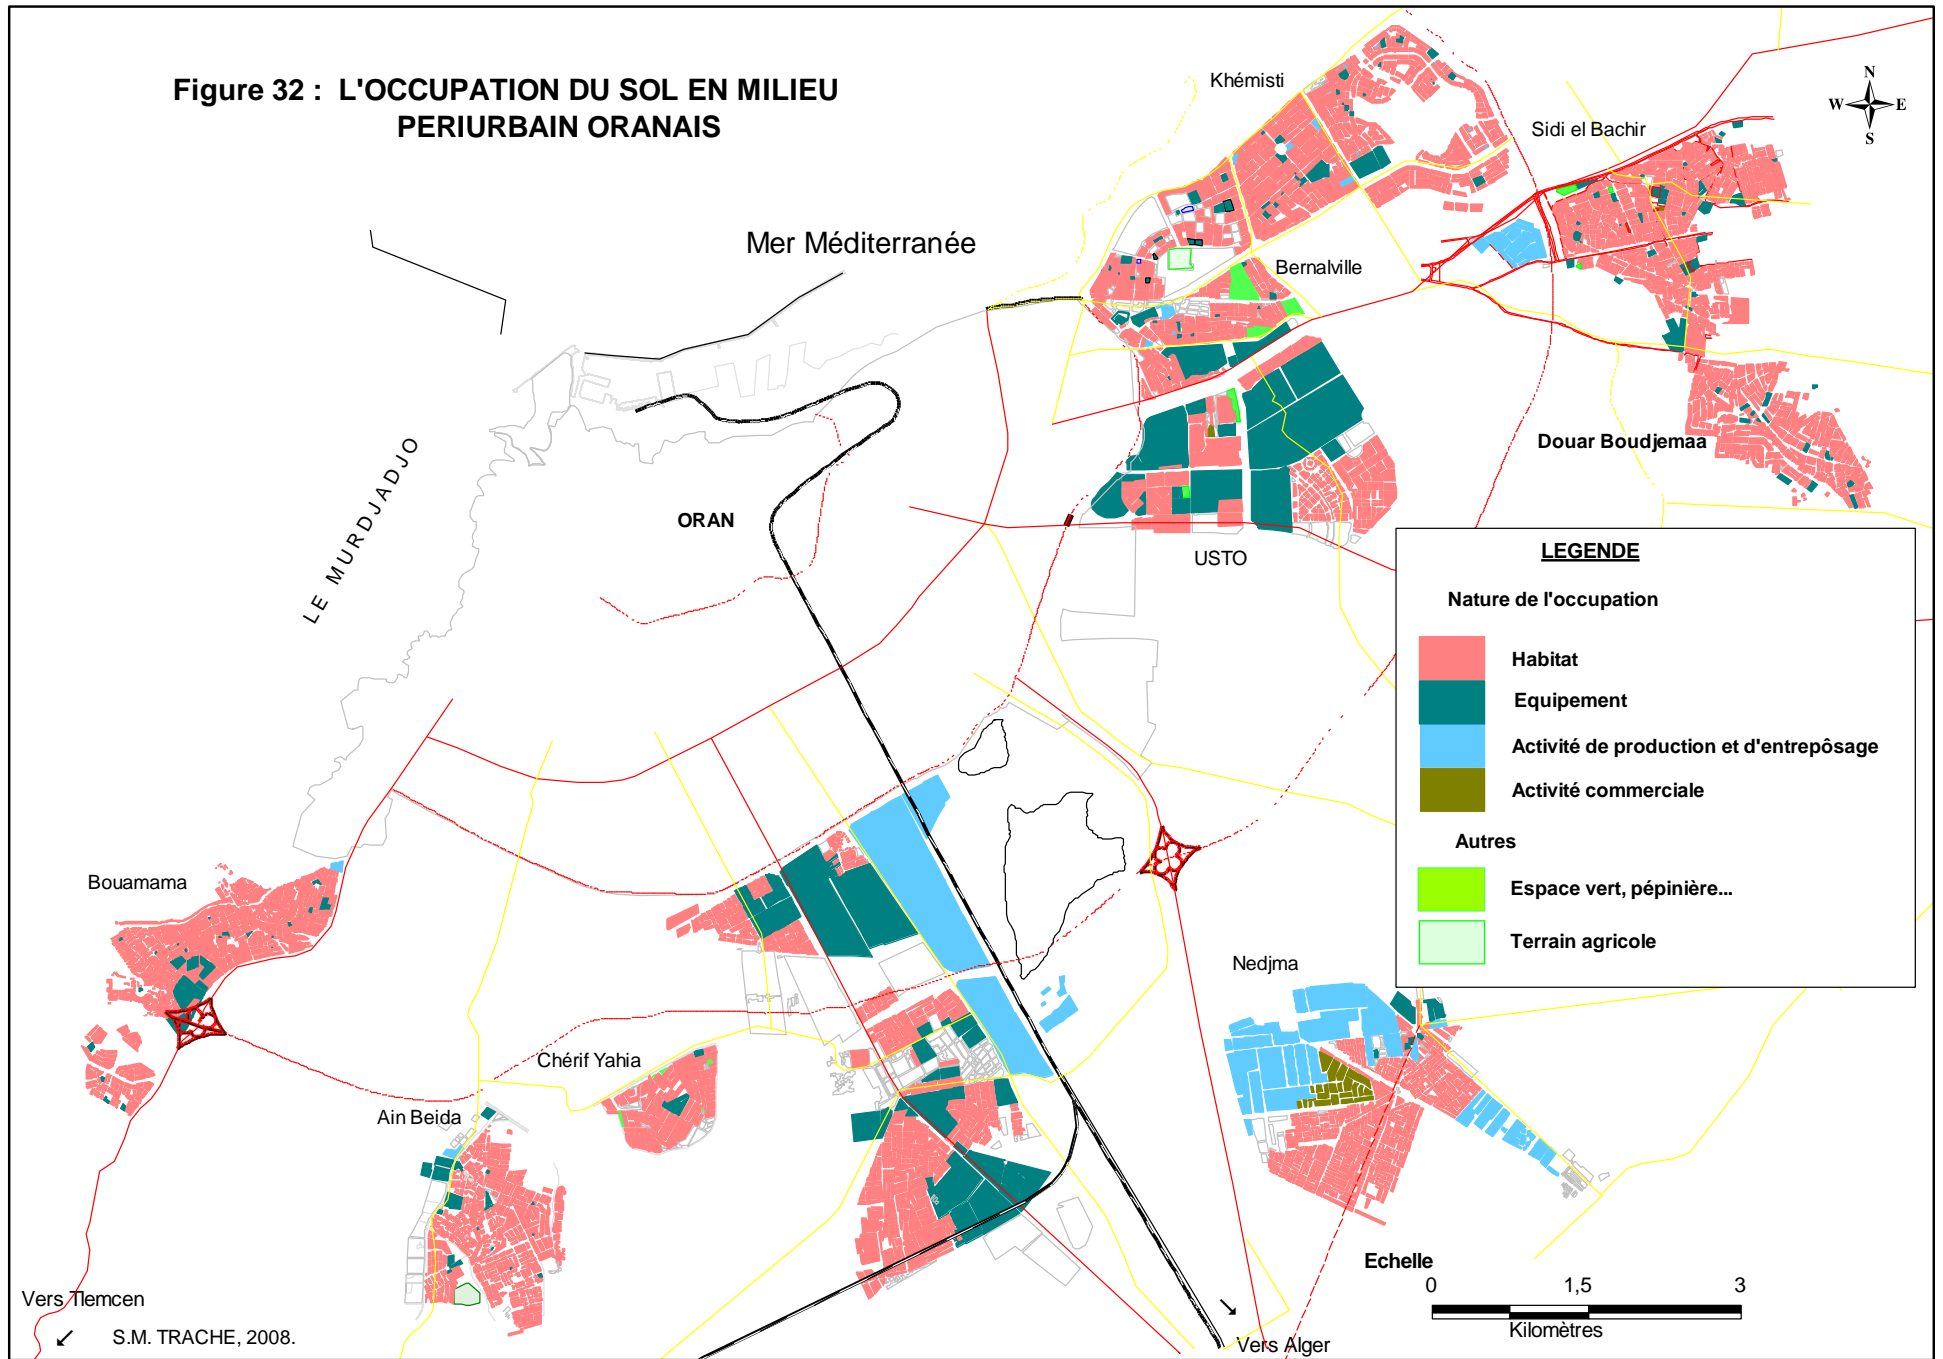 Figure 32 : L'OCCUPATION DU SOL EN MILIEU
PERIURBAIN ORANAIS
Khémisti
N
W E
S
Sidi el Bachir
Mer Méditerranée
Bernalville
LE MURDJADJO
Douar Boudjemaa
ORAN
USTO
LEGENDE
Nature de l'occupation
Habitat
Equipement
Activité de production et d'entrepôsage
Activité commerciale
Autres
Espace vert, pépinière...
Terrain agricole
Bouamama
Nedjma
Chérif Yahia
Ain Beida
Echelle
0 1,5 3
Kilomètres
Vers Tlemcen
S.M. TRACHE, 2008.
Vers Alger